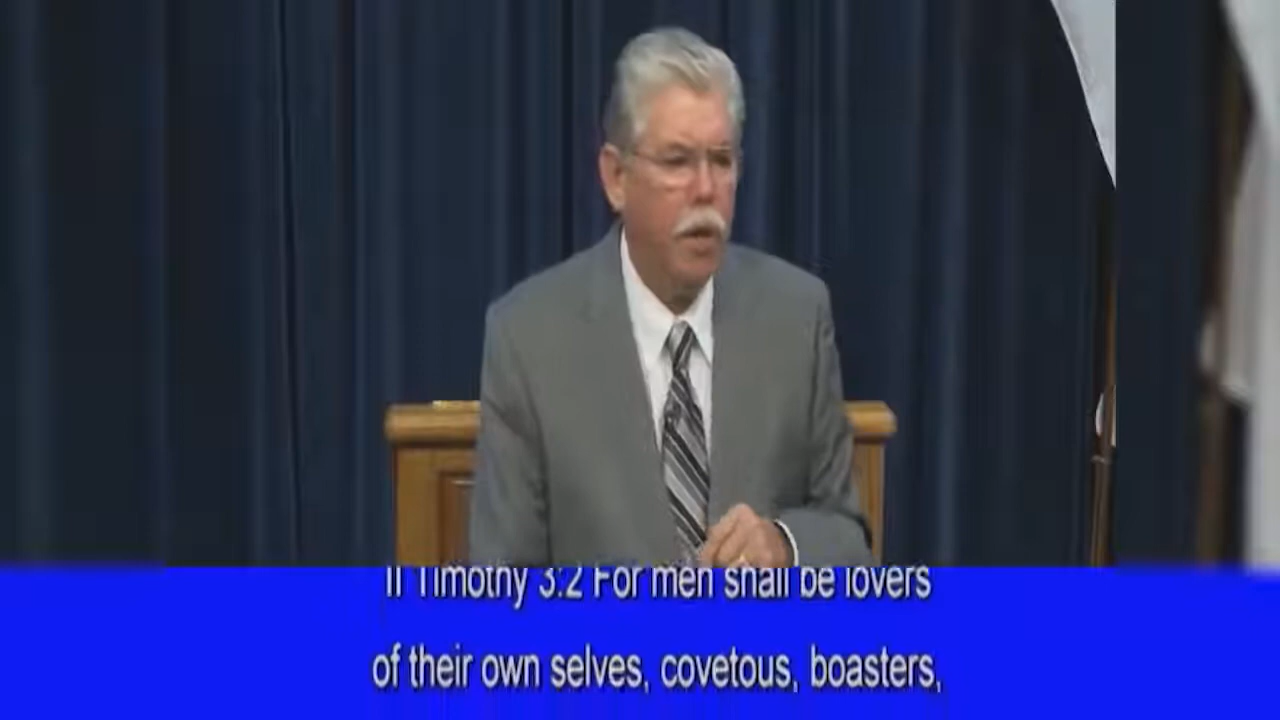 II Timothy 3:2 For men shall be lovers
of their own selves, covetous, boasters,